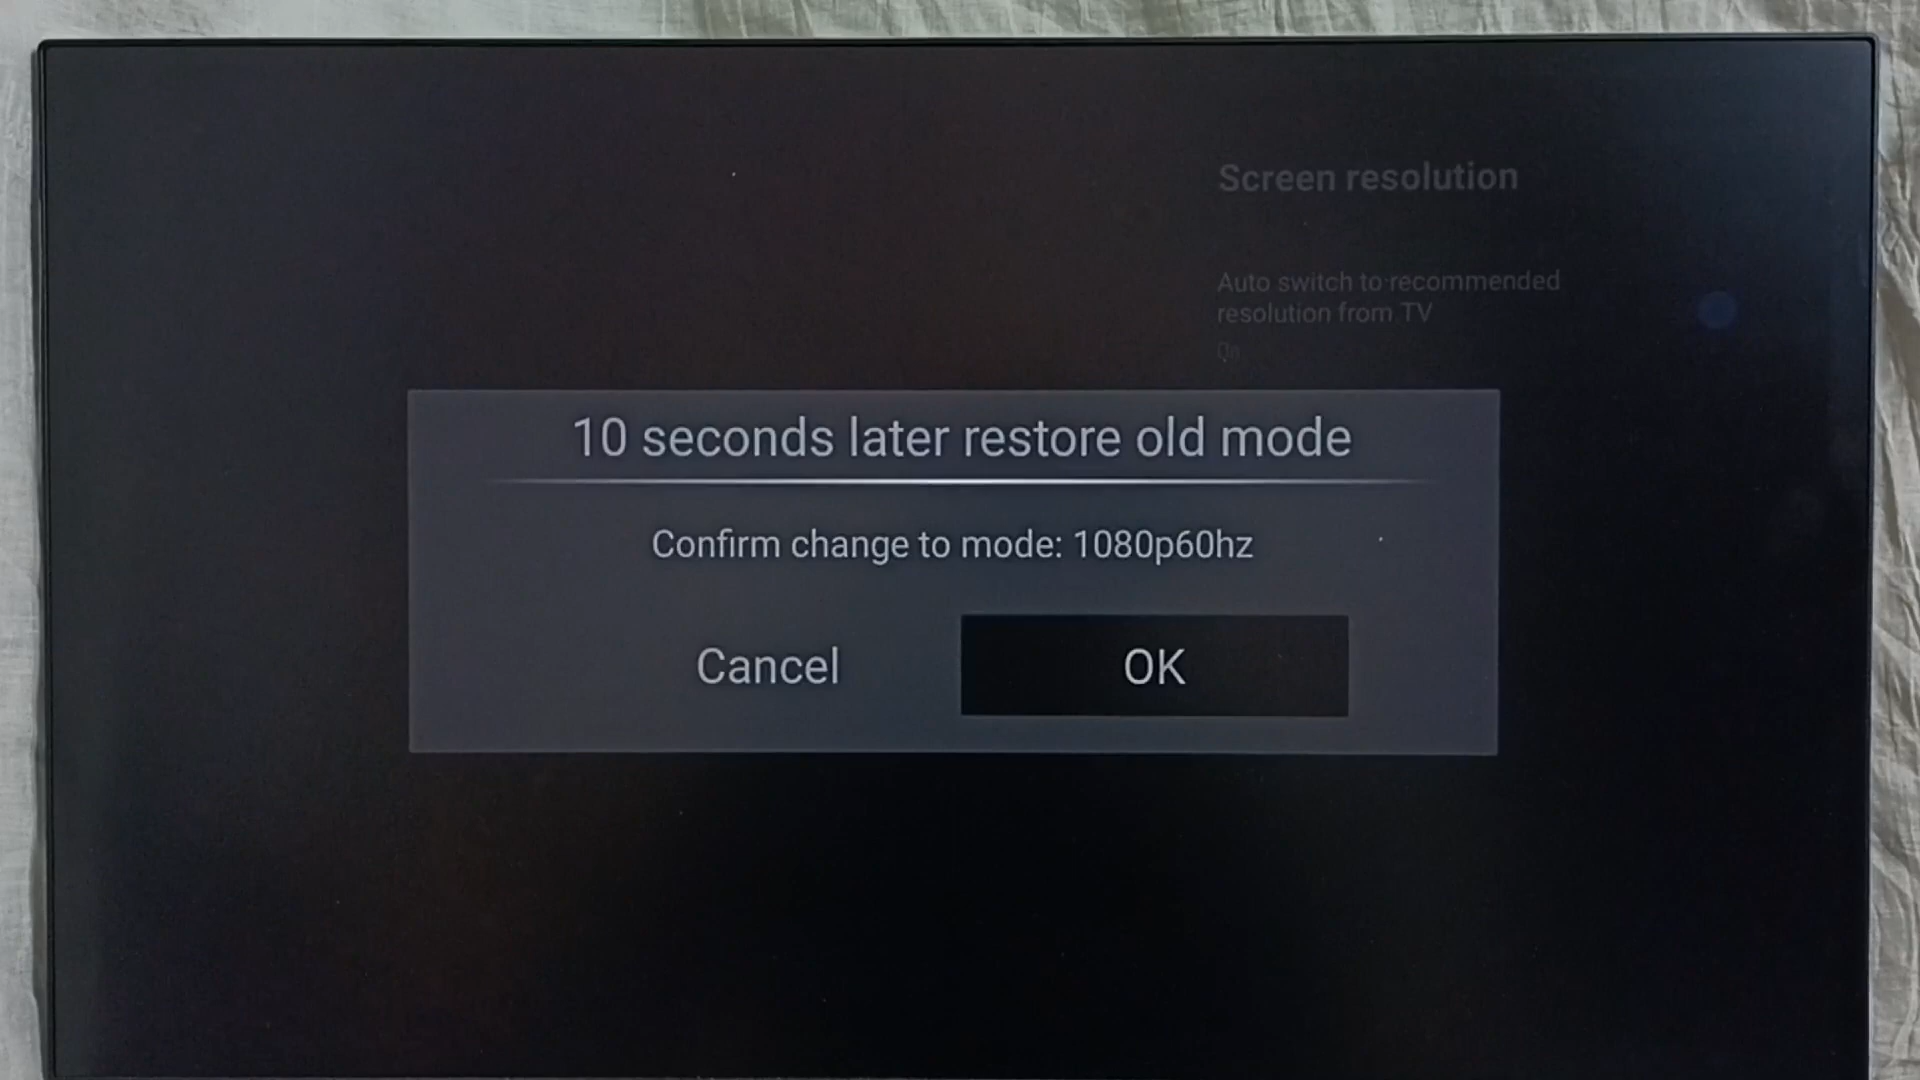 Screen resolution
Auto switch to recommended
resolution from TV
On
10 seconds later restore old mode
Confirm change to mode: 1080p60hz
Cancel
OK